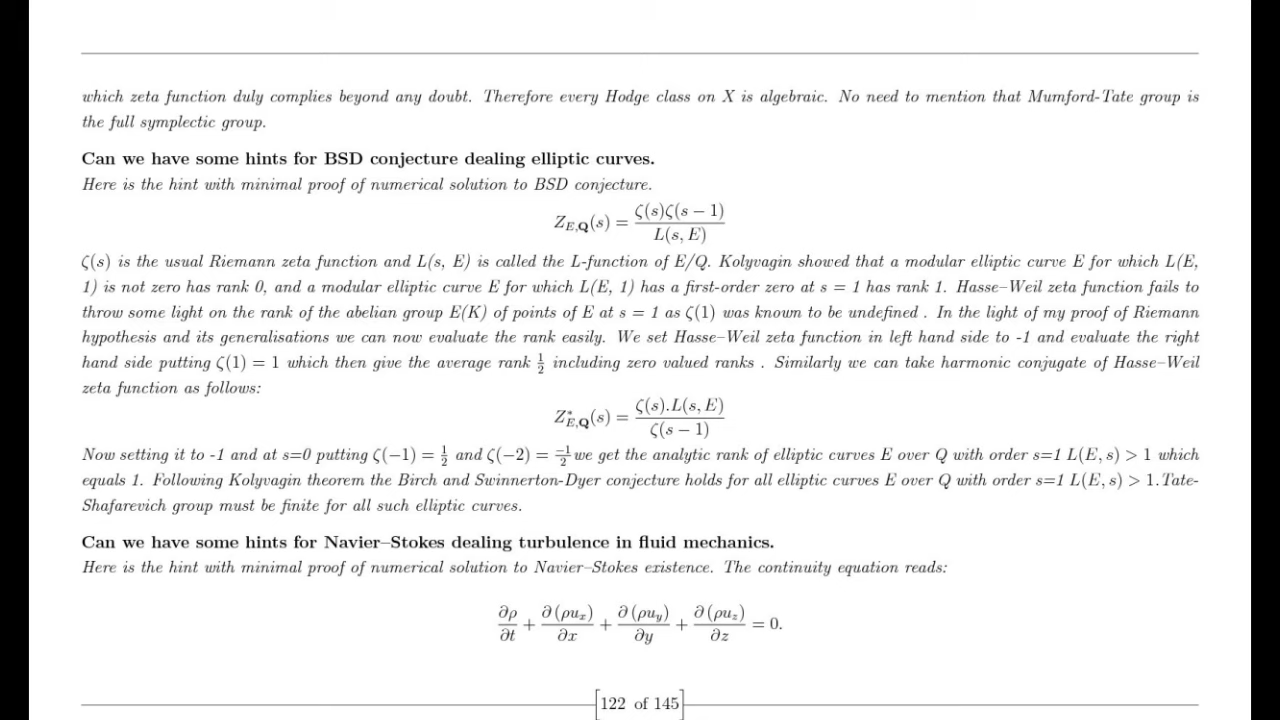 which zeta function duly complies beyond any doubt. Therefore every Hodge class on X is algebraic. No need to mention that Mumford-Tate group is
the full symplectic group.
Can we have some hints for BSD conjecture dealing elliptic curves.
Here is the hint with minimal proof of numerical solution to BSD conjecture.
Z_{E,Q}(s) = \frac{ζ(s)ζ(s − 1)}{L(s, E)}
ζ(s) is the usual Riemann zeta function and L(s, E) is called the L-function of E/Q. Kolyvagin showed that a modular elliptic curve E for which L(E,
1) is not zero has rank 0, and a modular elliptic curve E for which L(E, 1) has a first-order zero at s = 1 has rank 1. Hasse–Weil zeta function fails to
throw some light on the rank of the abelian group E(K) of points of E at s = 1 as ζ(1) was known to be undefined . In the light of my proof of Riemann
hypothesis and its generalisations we can now evaluate the rank easily. We set Hasse–Weil zeta function in left hand side to -1 and evaluate the right
hand side putting ζ(1) = 1 which then give the average rank \frac{1}{2} including zero valued ranks . Similarly we can take harmonic conjugate of Hasse–Weil
zeta function as follows:
Z^*_{E,Q}(s) = \frac{ζ(s).L(s, E)}{ζ(s − 1)}
Now setting it to -1 and at s=0 putting ζ(−1) = \frac{1}{2} and ζ(−2) = \frac{−1}{2} we get the analytic rank of elliptic curves E over Q with order s=1 L(E, s) > 1 which
equals 1. Following Kolyvagin theorem the Birch and Swinnerton-Dyer conjecture holds for all elliptic curves E over Q with order s=1 L(E, s) > 1.Tate-
Shafarevich group must be finite for all such elliptic curves.
Can we have some hints for Navier–Stokes dealing turbulence in fluid mechanics.
Here is the hint with minimal proof of numerical solution to Navier–Stokes existence. The continuity equation reads:
\frac{∂ρ}{∂t} + \frac{∂ (ρu_x)}{∂x} + \frac{∂ (ρu_y)}{∂y} + \frac{∂ (ρu_z)}{∂z} = 0.
122 of 145